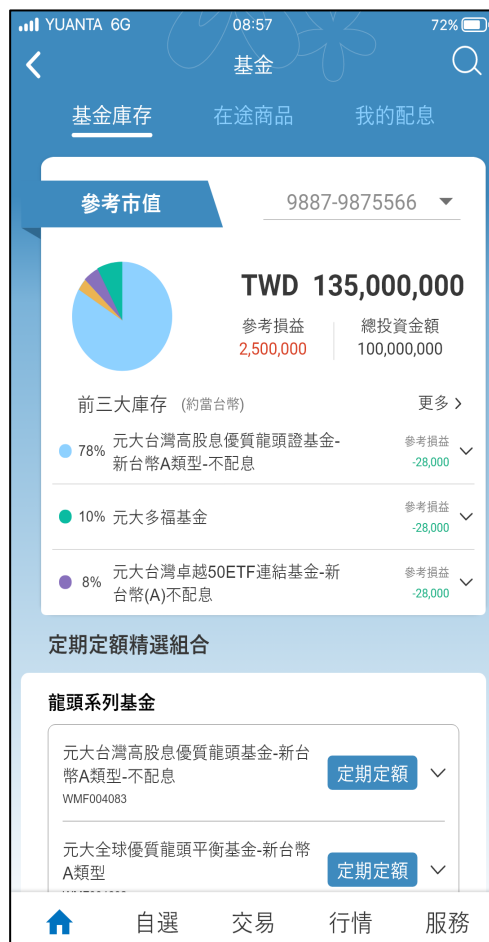 YUANTA 6G 08:57 72%
基金
基金庫存 在途商品 我的配息
參考市值 9887-9875566
TWD 135,000,000
參考損益 總投資金額
2,500,000 100,000,000
前三大庫存 (約當台幣) 更多
78% 元大台灣高股息優質龍頭證基金- 參考損益
新台幣A類型-不配息 -28,000
參考損益
10% 元大多福基金
-28,000
元大台灣卓越50ETF連結基金-新 參考損益
8%
台幣(A)不配息 -28,000
定期定額精選組合
龍頭系列基金
元大台灣高股息優質龍頭基金-新台
幣A類型-不配息 定期定額
WMF004083
元大全球優質龍頭平衡基金-新台幣
A類型 定期定額
首頁自選 交易 行情 服務